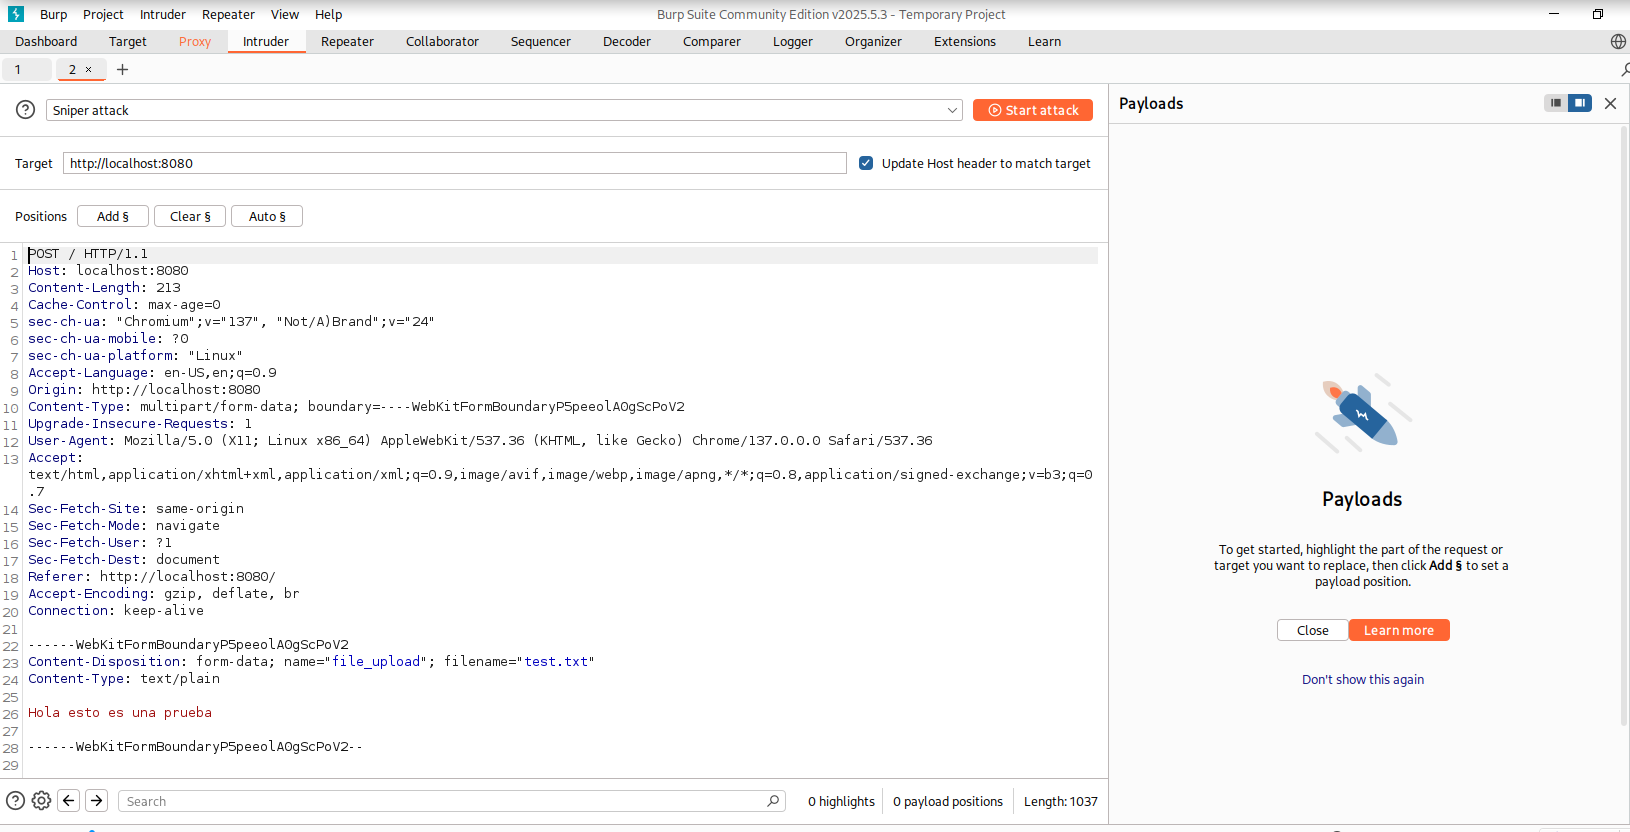 Burp Project Intruder Repeater View Help Burp Suite Community Edition v2025.5.3 - Temporary Project
Dashboard Target Proxy Intruder Repeater Collaborator Sequencer Decoder Comparer Logger Organizer Extensions Learn
1 2 × +
? Sniper attack Start attack
Target http://localhost:8080 Update Host header to match target
Positions Add § Clear § Auto §
1 POST / HTTP/1.1
2 Host: localhost:8080
3 Content-Length: 213
4 Cache-Control: max-age=0
5 sec-ch-ua: "Chromium";v="137", "Not/A)Brand";v="24"
6 sec-ch-ua-mobile: ?0
7 sec-ch-ua-platform: "Linux"
8 Accept-Language: en-US,en;q=0.9
9 Origin: http://localhost:8080
10 Content-Type: multipart/form-data; boundary=----WebKitFormBoundaryP5peeolA0gScPoV2
11 Upgrade-Insecure-Requests: 1
12 User-Agent: Mozilla/5.0 (X11; Linux x86_64) AppleWebKit/537.36 (KHTML, like Gecko) Chrome/137.0.0.0 Safari/537.36
13 Accept:
text/html,application/xhtml+xml,application/xml;q=0.9,image/avif,image/webp,image/apng,*/*;q=0.8,application/signed-exchange;v=b3;q=0
.7
14 Sec-Fetch-Site: same-origin
15 Sec-Fetch-Mode: navigate
16 Sec-Fetch-User: ?1
17 Sec-Fetch-Dest: document
18 Referer: http://localhost:8080/
19 Accept-Encoding: gzip, deflate, br
20 Connection: keep-alive
21
22 ------WebKitFormBoundaryP5peeolA0gScPoV2
23 Content-Disposition: form-data; name="file_upload"; filename="test.txt"
24 Content-Type: text/plain
25
26 Hola esto es una prueba
27
28 ------WebKitFormBoundaryP5peeolA0gScPoV2--
29
? Search 0 highlights 0 payload positions Length: 1037
Payloads
Payloads
To get started, highlight the part of the request or
target you want to replace, then click Add § to set a
payload position.
Close Learn more
Don't show this again